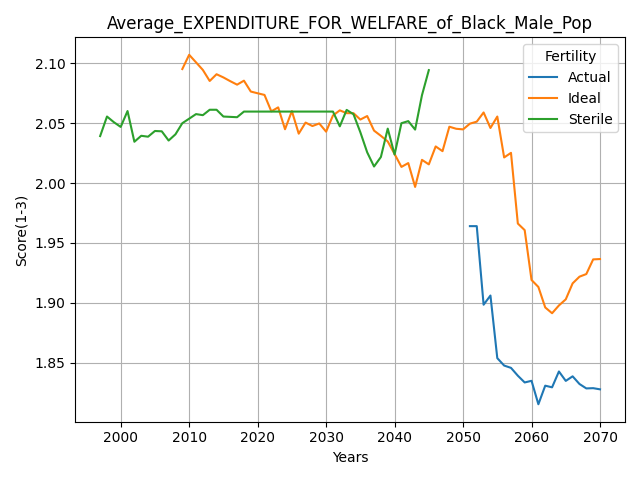 Average_EXPENDITURE_FOR_WELFARE_of_Black_Male_Pop
Fertility
Actual
Ideal
Sterile
Score(1-3)
2.10
2.05
2.00
1.95
1.90
1.85
2000 2010 2020 2030 2040 2050 2060 2070
Years